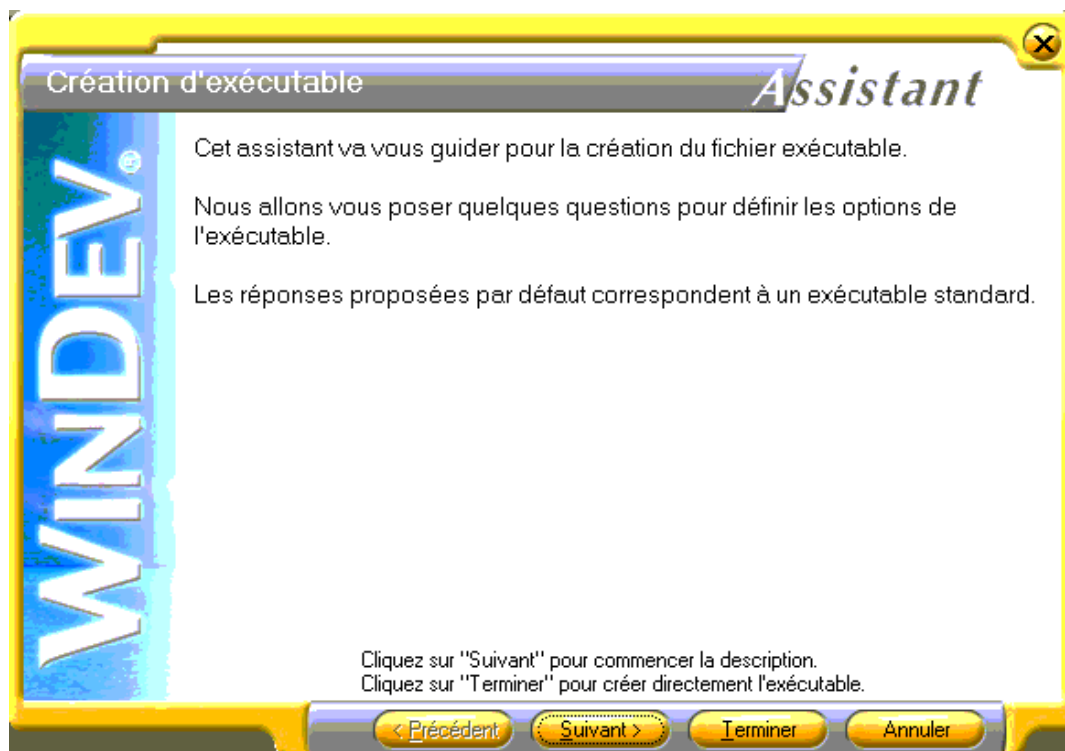 Création d'exécutable
Assistant
WINDEV®
Cet assistant va vous guider pour la création du fichier exécutable.
Nous allons vous poser quelques questions pour définir les options de
l'exécutable.
Les réponses proposées par défaut correspondent à un exécutable standard.
Cliquez sur "Suivant" pour commencer la description.
Cliquez sur "Terminer" pour créer directement l'exécutable.
< Précédent
Suivant >
Terminer
Annuler